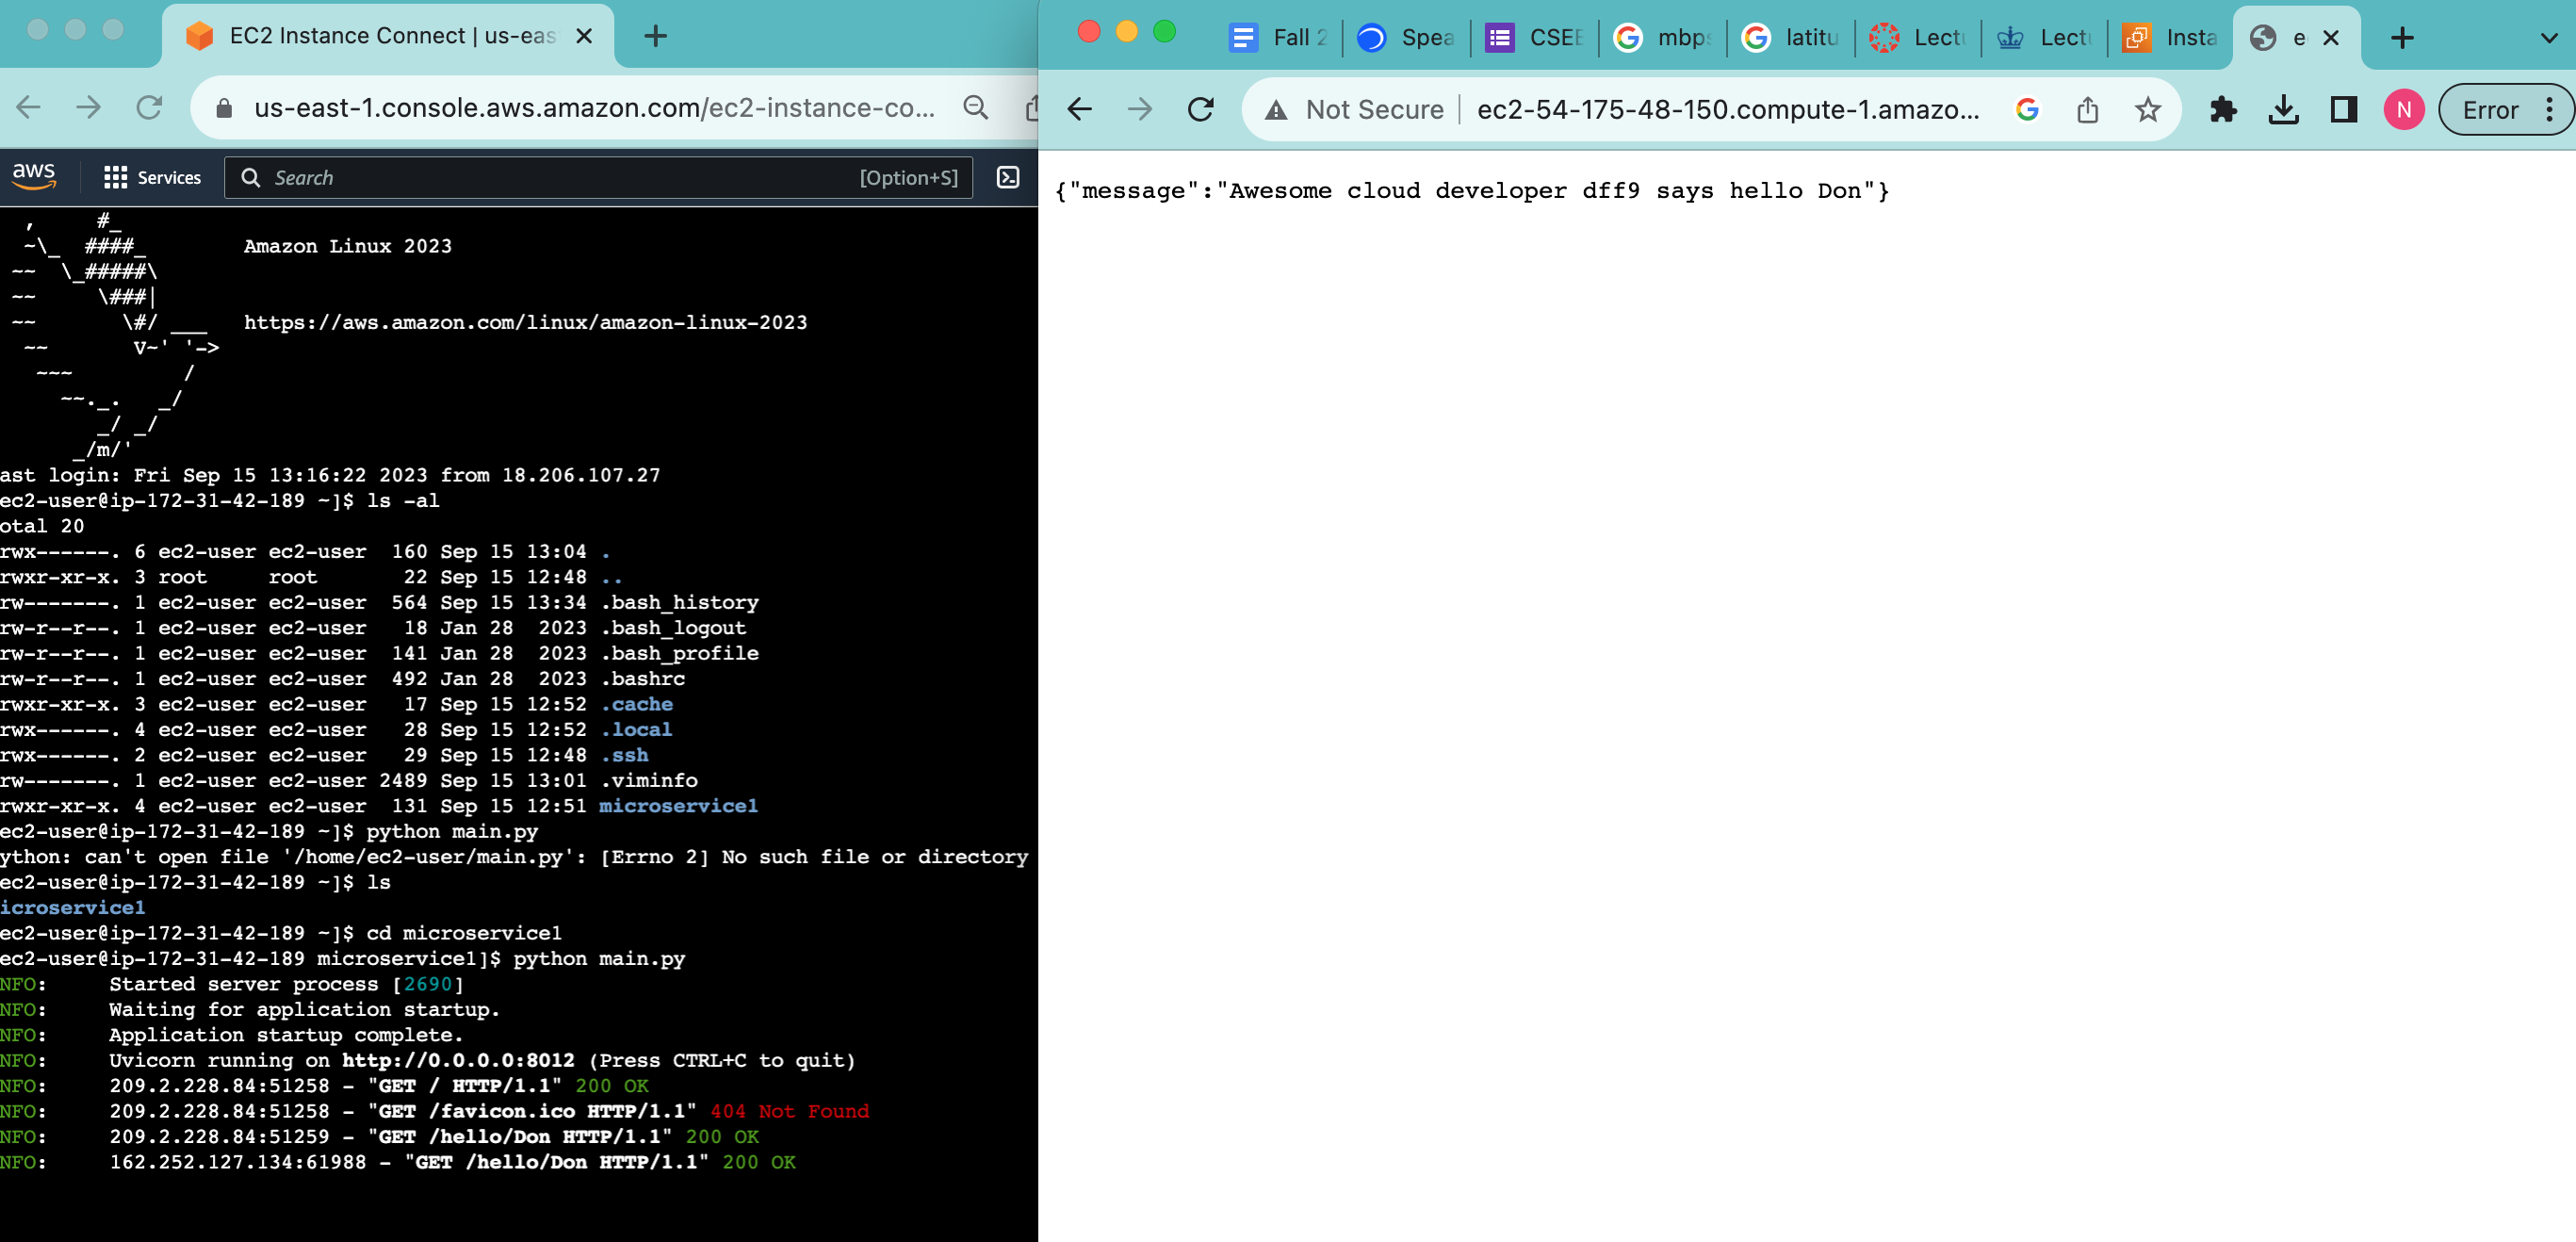 EC2 Instance Connect | us-eas
us-east-1.console.aws.amazon.com/ec2-instance-co...
aws
Services
Search
[Option+S]
,     #_
~\_  ####_        Amazon Linux 2023
~~  \_#####\
~~     \###|
~~       \#/ ___   https://aws.amazon.com/linux/amazon-linux-2023
~~       V~' '->
~~~         /
~~._.   _/
_/ _/
_/m/'
ast login: Fri Sep 15 13:16:22 2023 from 18.206.107.27
ec2-user@ip-172-31-42-189 ~]$ ls -al
otal 20
rwx------. 6 ec2-user ec2-user  160 Sep 15 13:04 .
rwxr-xr-x. 3 root     root       22 Sep 15 12:48 ..
rw-------. 1 ec2-user ec2-user  564 Sep 15 13:34 .bash_history
rw-r--r--. 1 ec2-user ec2-user   18 Jan 28  2023 .bash_logout
rw-r--r--. 1 ec2-user ec2-user  141 Jan 28  2023 .bash_profile
rw-r--r--. 1 ec2-user ec2-user  492 Jan 28  2023 .bashrc
rwxr-xr-x. 3 ec2-user ec2-user   17 Sep 15 12:52 .cache
rwx------. 4 ec2-user ec2-user   28 Sep 15 12:52 .local
rwx------. 2 ec2-user ec2-user   29 Sep 15 12:48 .ssh
rw-------. 1 ec2-user ec2-user 2489 Sep 15 13:01 .viminfo
rwxr-xr-x. 4 ec2-user ec2-user  131 Sep 15 12:51 microservice1
ec2-user@ip-172-31-42-189 ~]$ python main.py
ython: can't open file '/home/ec2-user/main.py': [Errno 2] No such file or directory
ec2-user@ip-172-31-42-189 ~]$ ls
icroservice1
ec2-user@ip-172-31-42-189 ~]$ cd microservice1
ec2-user@ip-172-31-42-189 microservice1]$ python main.py
NFO:     Started server process [2690]
NFO:     Waiting for application startup.
NFO:     Application startup complete.
NFO:     Uvicorn running on http://0.0.0.0:8012 (Press CTRL+C to quit)
NFO:     209.2.228.84:51258 - "GET / HTTP/1.1" 200 OK
NFO:     209.2.228.84:51258 - "GET /favicon.ico HTTP/1.1" 404 Not Found
NFO:     209.2.228.84:51259 - "GET /hello/Don HTTP/1.1" 200 OK
NFO:     162.252.127.134:61988 - "GET /hello/Don HTTP/1.1" 200 OK
Fall 2 Spea CSEE mbps latitu Lectu Lectu Insta e
Not Secure | ec2-54-175-48-150.compute-1.amazo... N Error
{"message":"Awesome cloud developer dff9 says hello Don"}